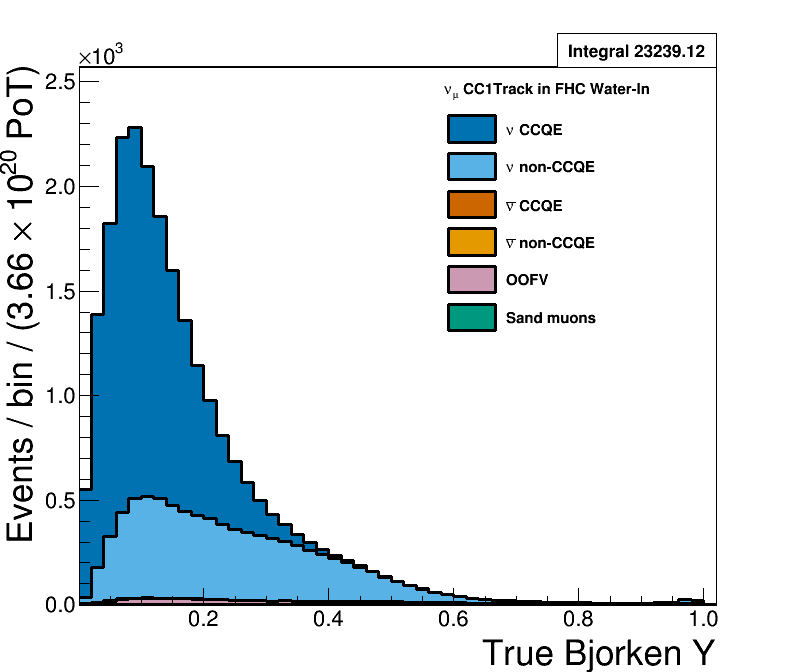 Integral 23239.12
×10³
ν_μ CC1Track in FHC Water-In
ν CCQE
ν non-CCQE
ν̅ CCQE
ν̅ non-CCQE
OOFV
Sand muons
Events / bin / (3.66 × 10²⁰ PoT)
2.5
2.0
1.5
1.0
0.5
0.0
0.2 0.4 0.6 0.8 1.0
True Bjorken Y